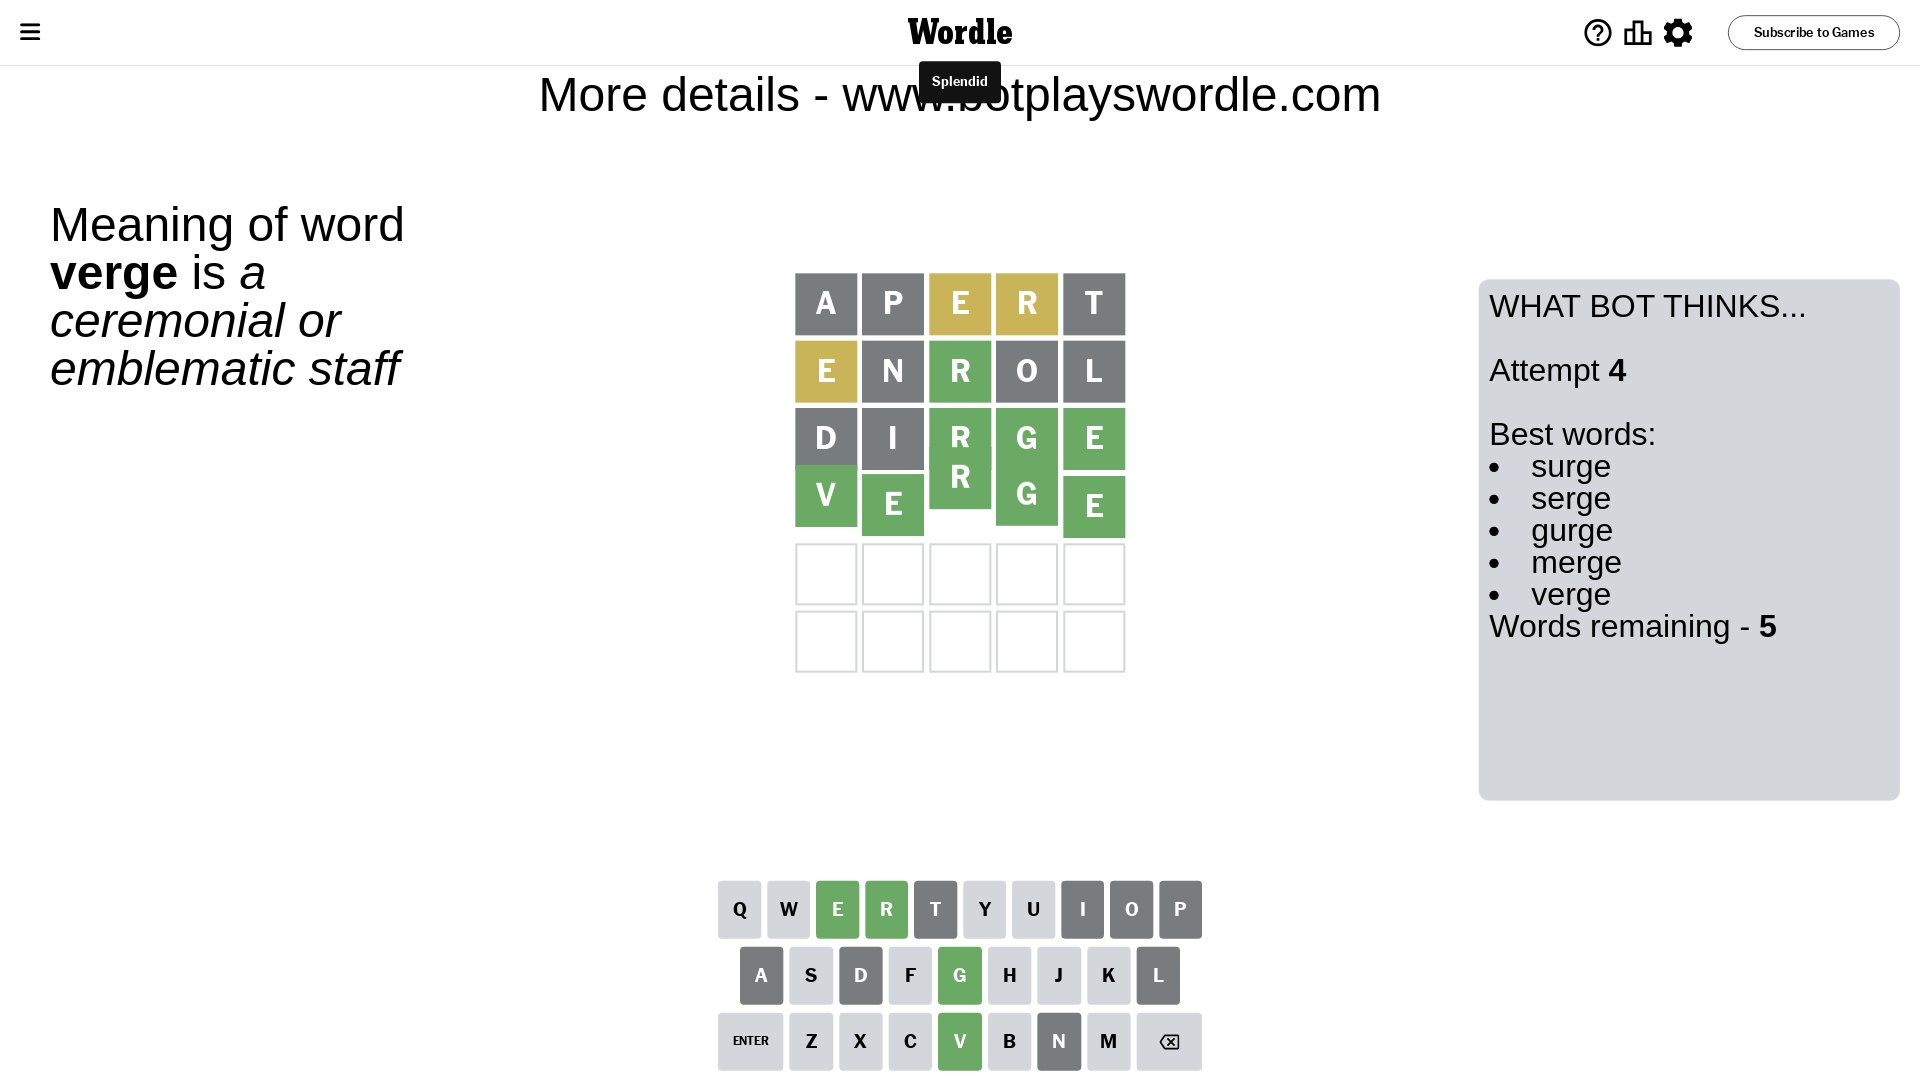 Wordle
Subscribe to Games
Splendid
More details - www.botplayswordle.com
Meaning of word
verge is a
ceremonial or
emblematic staff
A P E R T
E N R O L
D I R G E
V E R G E
WHAT BOT THINKS...
Attempt 4
Best words:
• surge
• serge
• gurge
• merge
• verge
Words remaining - 5
Q W E R T Y U I O P
A S D F G H J K L
ENTER Z X C V B N M